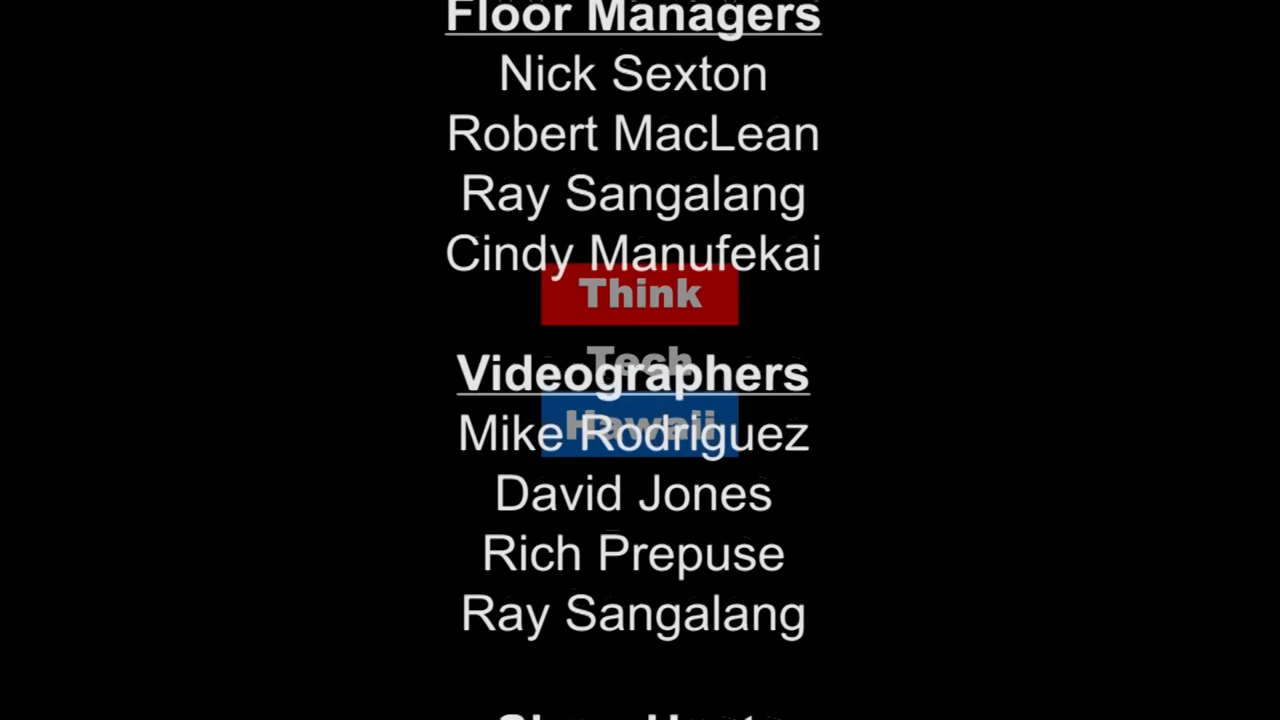 Floor Managers
Nick Sexton
Robert MacLean
Ray Sangalang
Cindy Manufekai
Think
Tech
Hawaii
Videographers
Mike Rodriguez
David Jones
Rich Prepuse
Ray Sangalang